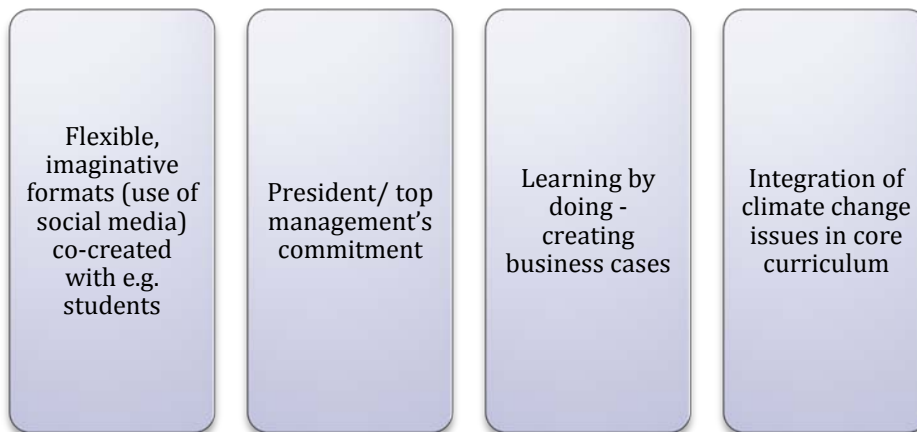 Flexible,
imaginative
formats (use of
social media)
co-created
with e.g.
students
President/ top
management’s
commitment
Learning by
doing -
creating
business cases
Integration of
climate change
issues in core
curriculum